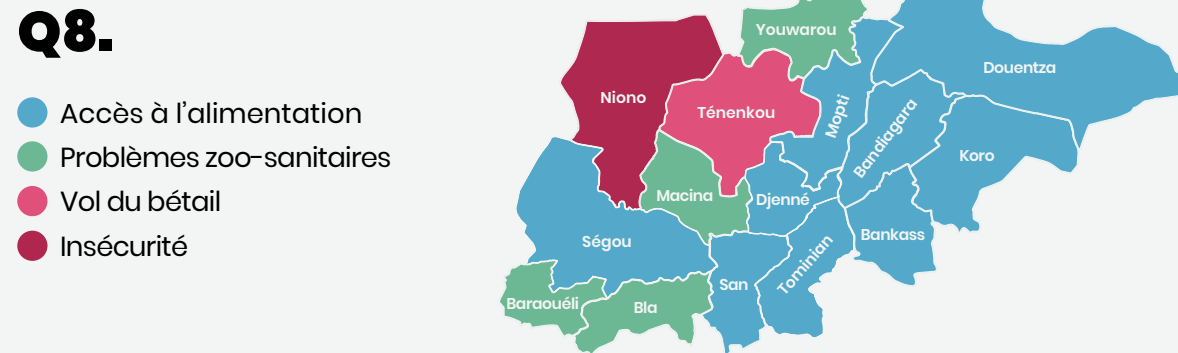 Q8.
Accès à l'alimentation
Problèmes zoo-sanitaires
Vol du bétail
Insécurité
Youwarou
Douentza
Niono
Ténenkou
Mopti
Bandiagara
Koro
Macina
Djenné
Ségou
Bankass
Tominian
San
Baraouéli
Bla